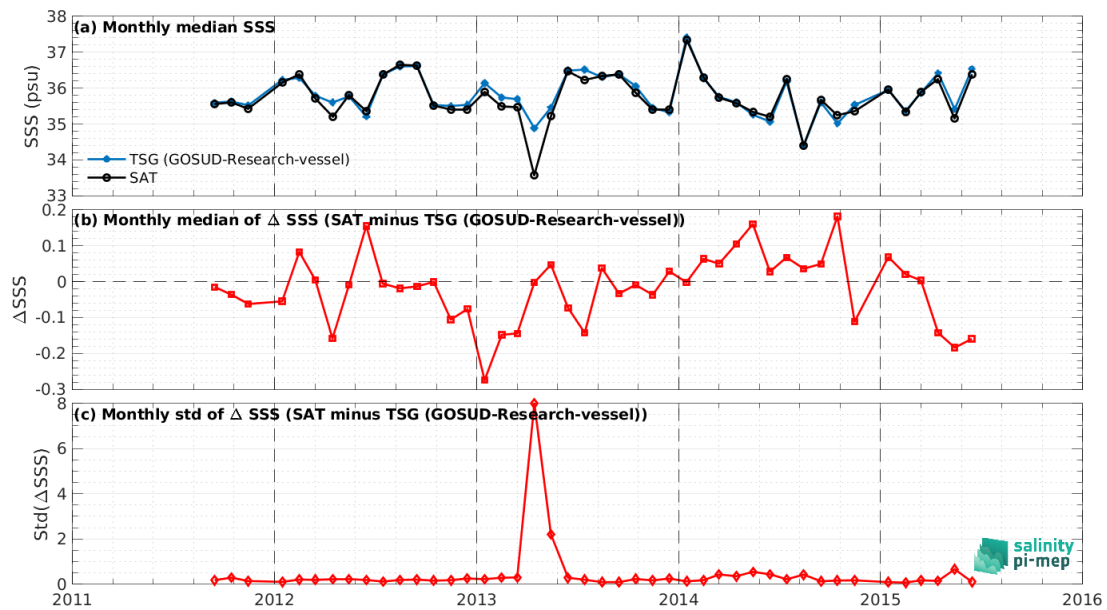 (a) Monthly median SSS
38
37
36
35
34
33
SSS (psu)
TSG (GOSUD-Research-vessel)
SAT
(b) Monthly median of Δ SSS (SAT minus TSG (GOSUD-Research-vessel))
0.2
0.1
0
-0.1
-0.2
-0.3
ΔSSS
(c) Monthly std of Δ SSS (SAT minus TSG (GOSUD-Research-vessel))
8
6
4
2
0
Std(ΔSSS)
salinity
pi-mep
2011 2012 2013 2014 2015 2016